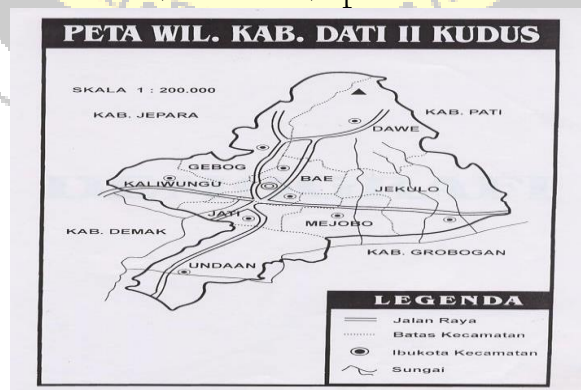 PETA WIL. KAB. DATI II KUDUS
SKALA 1 : 200.000
KAB. JEPARA
KAB. PATI
DAWE
GEBOG
BAE
KALIWUNGU
JEKULO
JATI
MEJOBO
KAB. DEMAK
KAB. GROBOGAN
UNDAAN
LEGENDA
Jalan Raya
Batas Kecamatan
Ibukota Kecamatan
Sungai